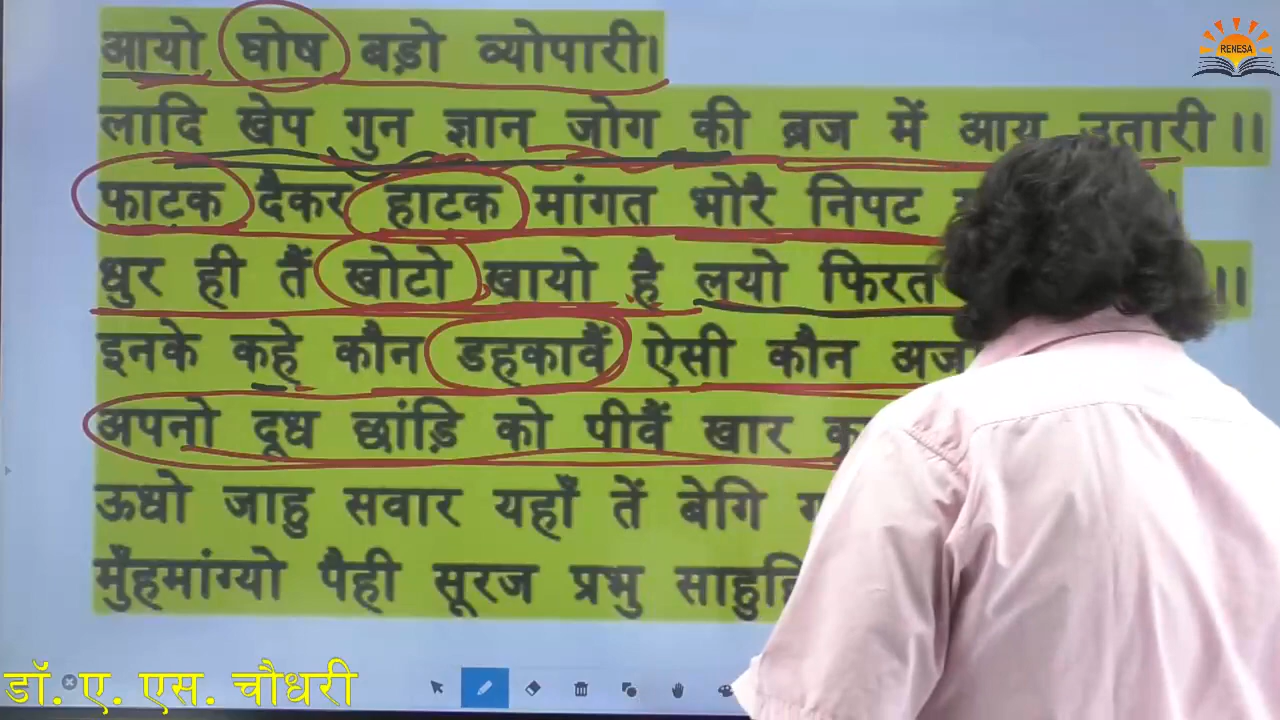 RENESA
आयो घोष बड़ो व्योपारी।
लादि खेप गुन ज्ञान जोग की ब्रज में आय उतारी।।
फाटक दैकर हाटक मांगत भोरै निपट
धुर ही तैं खोटो खायो है लयो फिरत ।।
इनके कहे कौन डहकावैं ऐसी कौन
अपनो दूध छांड़ि को पीवैं खार
ऊधो जाहु सवार यहाँ तें बेगि
मुँहमांग्यो पैही सूरज प्रभु
डॉ. ए. एस. चौधरी